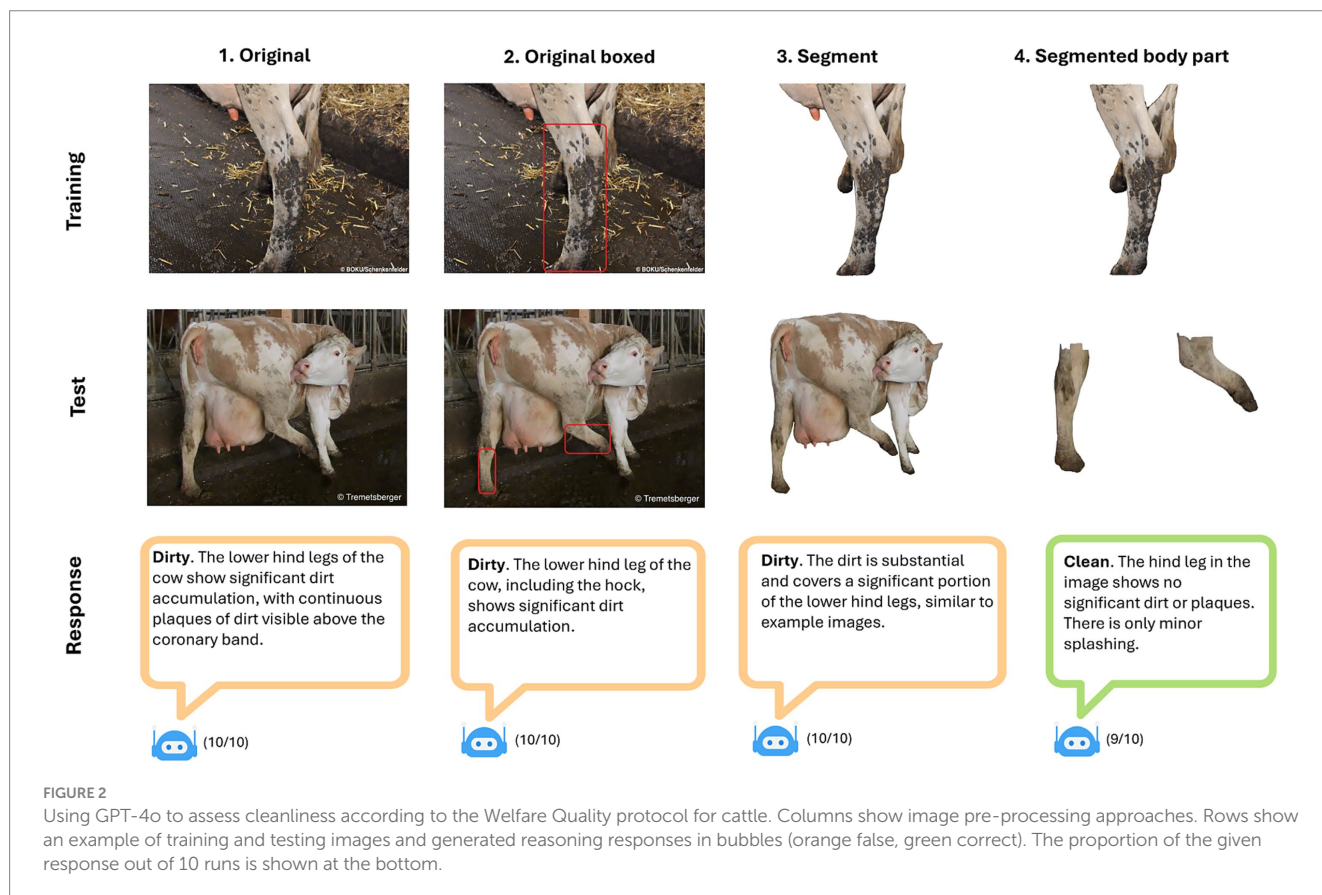 1. Original
2. Original boxed
3. Segment
4. Segmented body part
Training
© BOKU/Schenkenfelder
© BOKU/Schenkenfelder
Test
© Tremetsberger
© Tremetsberger
Response
Dirty. The lower hind legs of the
cow show significant dirt
accumulation, with continuous
plaques of dirt visible above the
coronary band.
Dirty. The lower hind leg of the
cow, including the hock,
shows significant dirt
accumulation.
Dirty. The dirt is substantial
and covers a significant portion
of the lower hind legs, similar to
example images.
Clean. The hind leg in the
image shows no
significant dirt or plaques.
There is only minor
splashing.
(10/10)
(10/10)
(10/10)
(9/10)
FIGURE 2
Using GPT-4o to assess cleanliness according to the Welfare Quality protocol for cattle. Columns show image pre-processing approaches. Rows show
an example of training and testing images and generated reasoning responses in bubbles (orange false, green correct). The proportion of the given
response out of 10 runs is shown at the bottom.